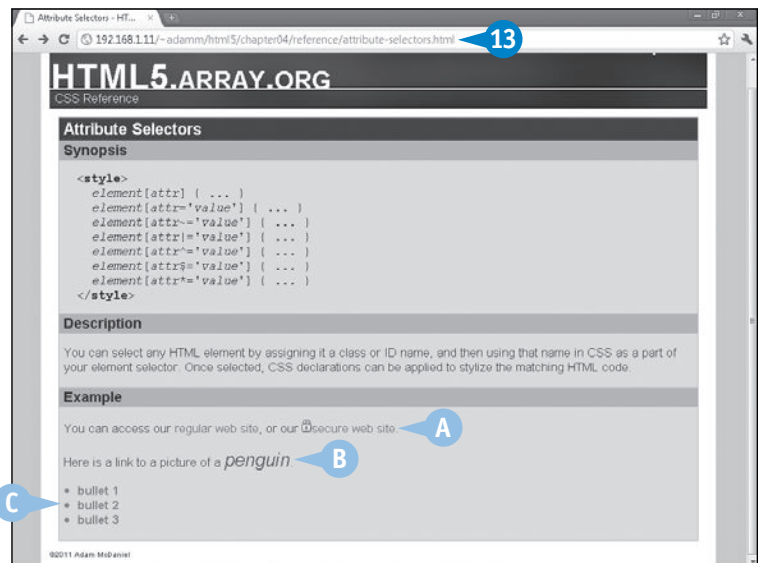 Attribute Selectors - HT...
192.168.1.11/~adamm/html5/chapter04/reference/attribute-selectors.html
13
HTML5.ARRAY.ORG
CSS Reference
Attribute Selectors
Synopsis
<style>
element[attr] { ... }
element[attr='value'] { ... }
element[attr~='value'] { ... }
element[attr|='value'] { ... }
element[attr^='value'] { ... }
element[attr$='value'] { ... }
element[attr*='value'] { ... }
</style>
Description
You can select any HTML element by assigning it a class or ID name, and then using that name in CSS as a part of
your element selector. Once selected, CSS declarations can be applied to stylize the matching HTML code.
Example
You can access our regular web site, or our secure web site.
A
Here is a link to a picture of a penguin.
B
• bullet 1
C
• bullet 2
• bullet 3
©2011 Adam McDaniel